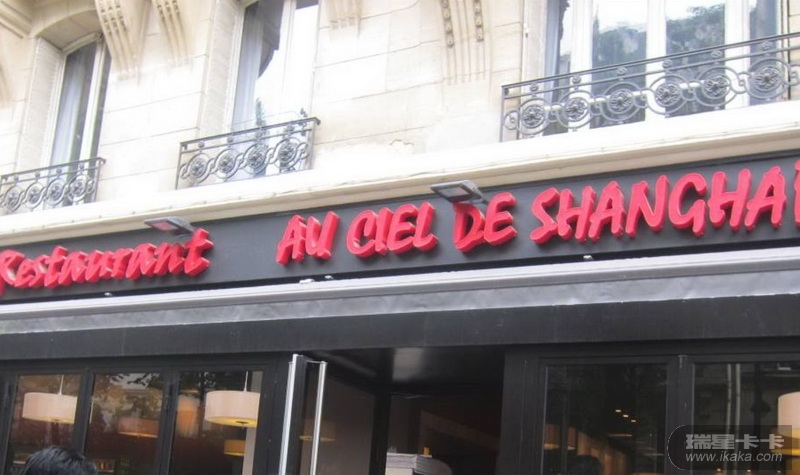 Restaurant AU CIEL DE SHANGHAI
瑞星卡卡
www.ikaka.com